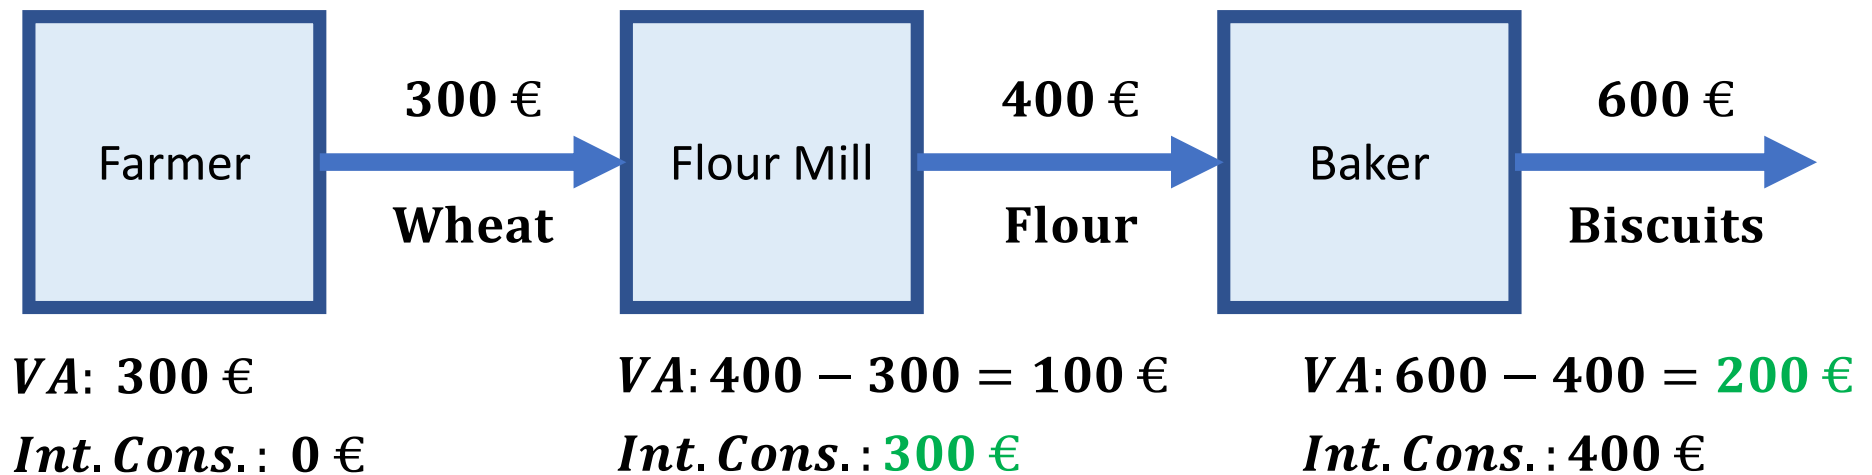 300 € 400 € 600 €
Farmer Flour Mill Baker
Wheat Flour Biscuits
VA: 300 € VA: 400 − 300 = 100 € VA: 600 − 400 = 200 €
Int. Cons.: 0 € Int. Cons.: 300 € Int. Cons.: 400 €